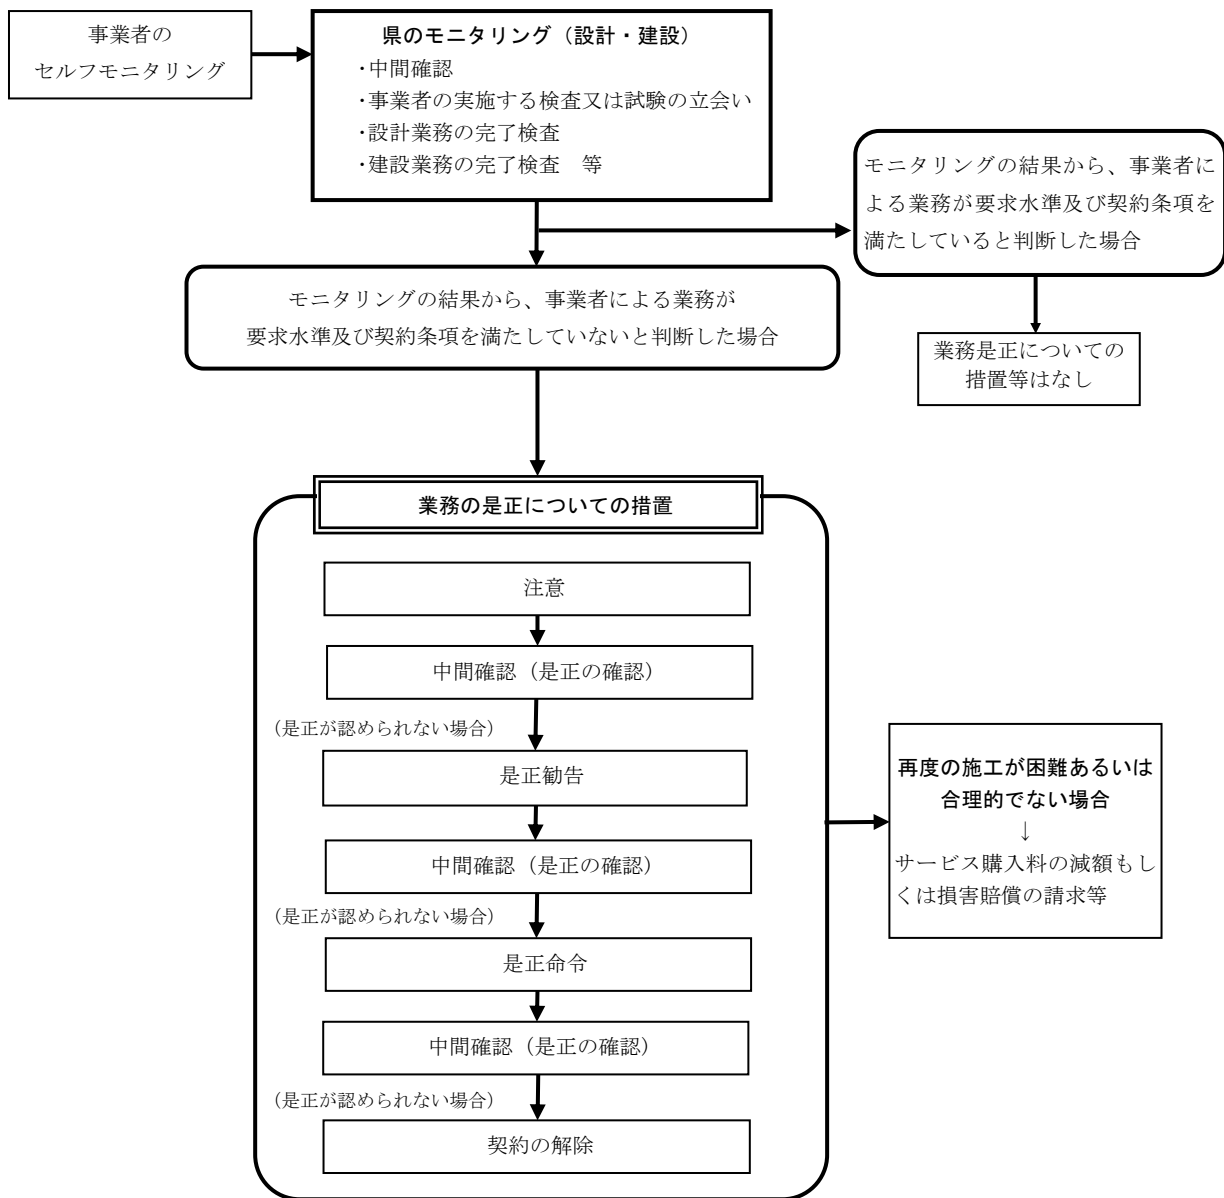 事業者の
セルフモニタリング
県のモニタリング（設計・建設）
・中間確認
・事業者の実施する検査又は試験の立会い
・設計業務の完了検査
・建設業務の完了検査　等
モニタリングの結果から、事業者に
よる業務が要求水準及び契約条項を
満たしていると判断した場合
モニタリングの結果から、事業者による業務が
要求水準及び契約条項を満たしていないと判断した場合
業務是正についての
措置等はなし
業務の是正についての措置
注意
中間確認（是正の確認）
（是正が認められない場合）
是正勧告
中間確認（是正の確認）
（是正が認められない場合）
是正命令
中間確認（是正の確認）
（是正が認められない場合）
契約の解除
再度の施工が困難あるいは
合理的でない場合
↓
サービス購入料の減額もし
くは損害賠償の請求等